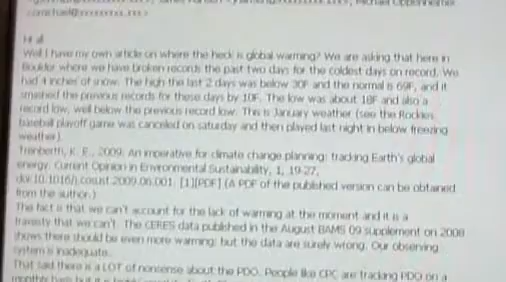 Michael Oppenheimer
Hi all
Well I have my own article on where the heck is global warming? We are asking that here in
Boulder where we have broken records the past two days for the coldest days on record. We
had 4 inches of snow. The high the last 2 days was below 30F and the normal is 69F, and it
smashed the previous records for these days by 10F. The low was about 18F and also a
record low, well below the previous record low. This is January weather (see the Rockies
baseball playoff game was canceled on saturday and then played last night in below freezing
weather).
Trenberth, K. E., 2009: An imperative for climate change planning: tracking Earth's global
energy. Current Opinion in Environmental Sustainability, 1, 19-27,
doi:10.1016/j.cosust.2009.06.001. [1][PDF] (A PDF of the published version can be obtained
from the author.)
The fact is that we can't account for the lack of warming at the moment and it is a
travesty that we can't. The CERES data published in the August BAMS 09 supplement on 2008
shows there should be even more warming: but the data are surely wrong. Our observing
system is inadequate.
That said there is a LOT of nonsense about the PDO. People like CPC are tracking PDO on a
monthly basis but it is